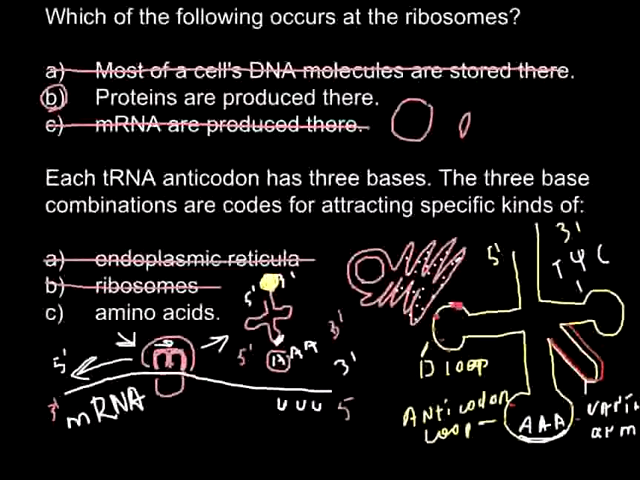 Which of the following occurs at the ribosomes?
a) Most of a cell's DNA molecules are stored there.
b) Proteins are produced there.
c) mRNA are produced there.
Each tRNA anticodon has three bases. The three base
combinations are codes for attracting specific kinds of:
a) endoplasmic reticula
b) ribosomes
c) amino acids.
5' 3'
T Ψ C
5'
3'
5' AA
5' 3'
3' mRNA UUU 5
D loop
Anticodon
Loop
AAA
arm